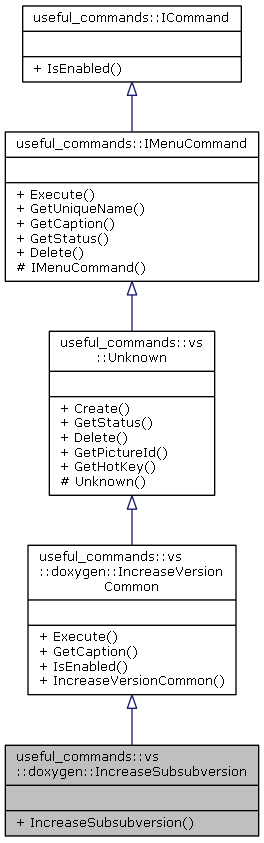 useful_commands::ICommand
+ IsEnabled()
useful_commands::IMenuCommand
+ Execute()
+ GetUniqueName()
+ GetCaption()
+ GetStatus()
+ Delete()
# IMenuCommand()
useful_commands::vs
::Unknown
+ Create()
+ GetStatus()
+ Delete()
+ GetPictureId()
+ GetHotKey()
# Unknown()
useful_commands::vs
::doxygen::IncreaseVersion
Common
+ Execute()
+ GetCaption()
+ IsEnabled()
+ IncreaseVersionCommon()
useful_commands::vs
::doxygen::IncreaseSubsubversion
+ IncreaseSubsubversion()